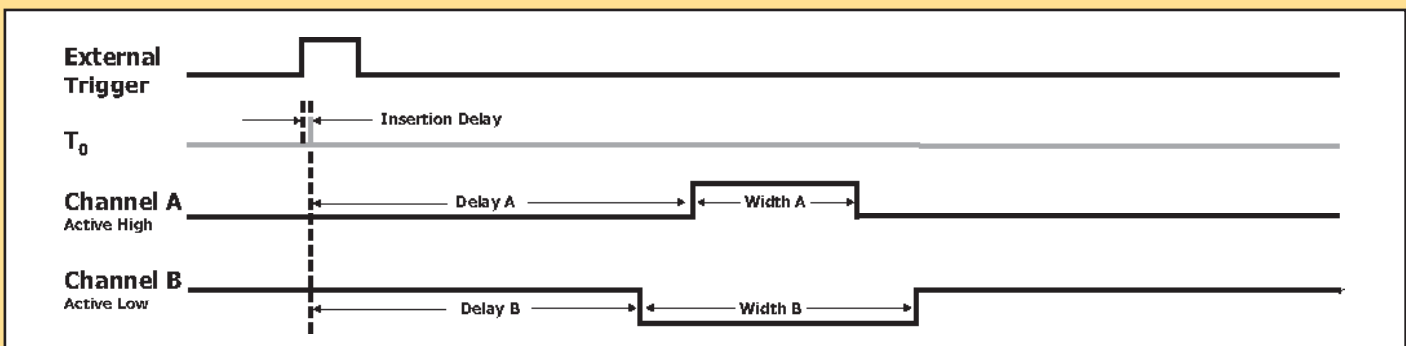 External
Trigger
Insertion Delay
T0
Channel A
Active High
Delay A
Width A
Channel B
Active Low
Delay B
Width B